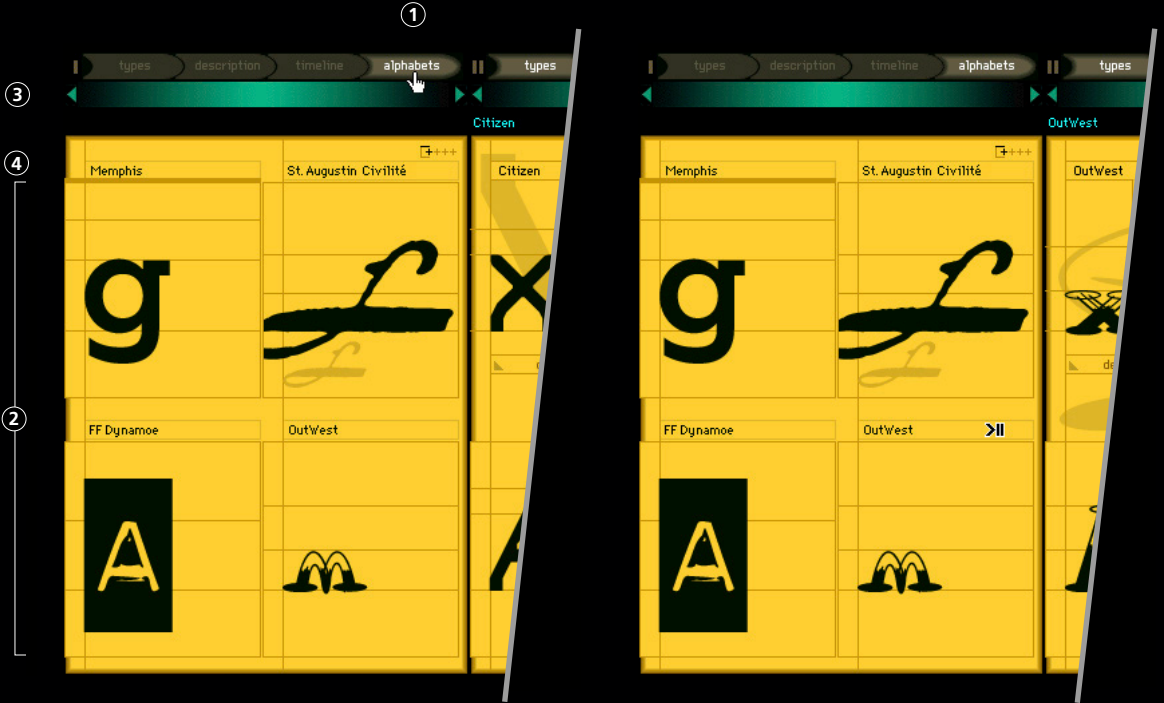 ①
types description timeline alphabets types
③
Citizen
④
Memphis St. Augustin Civilité Citizen
g
x
②
FF Dynamoe OutWest
A m
types description timeline alphabets types
OutWest
Memphis St. Augustin Civilité OutWest
g
x
de
FF Dynamoe OutWest
A m